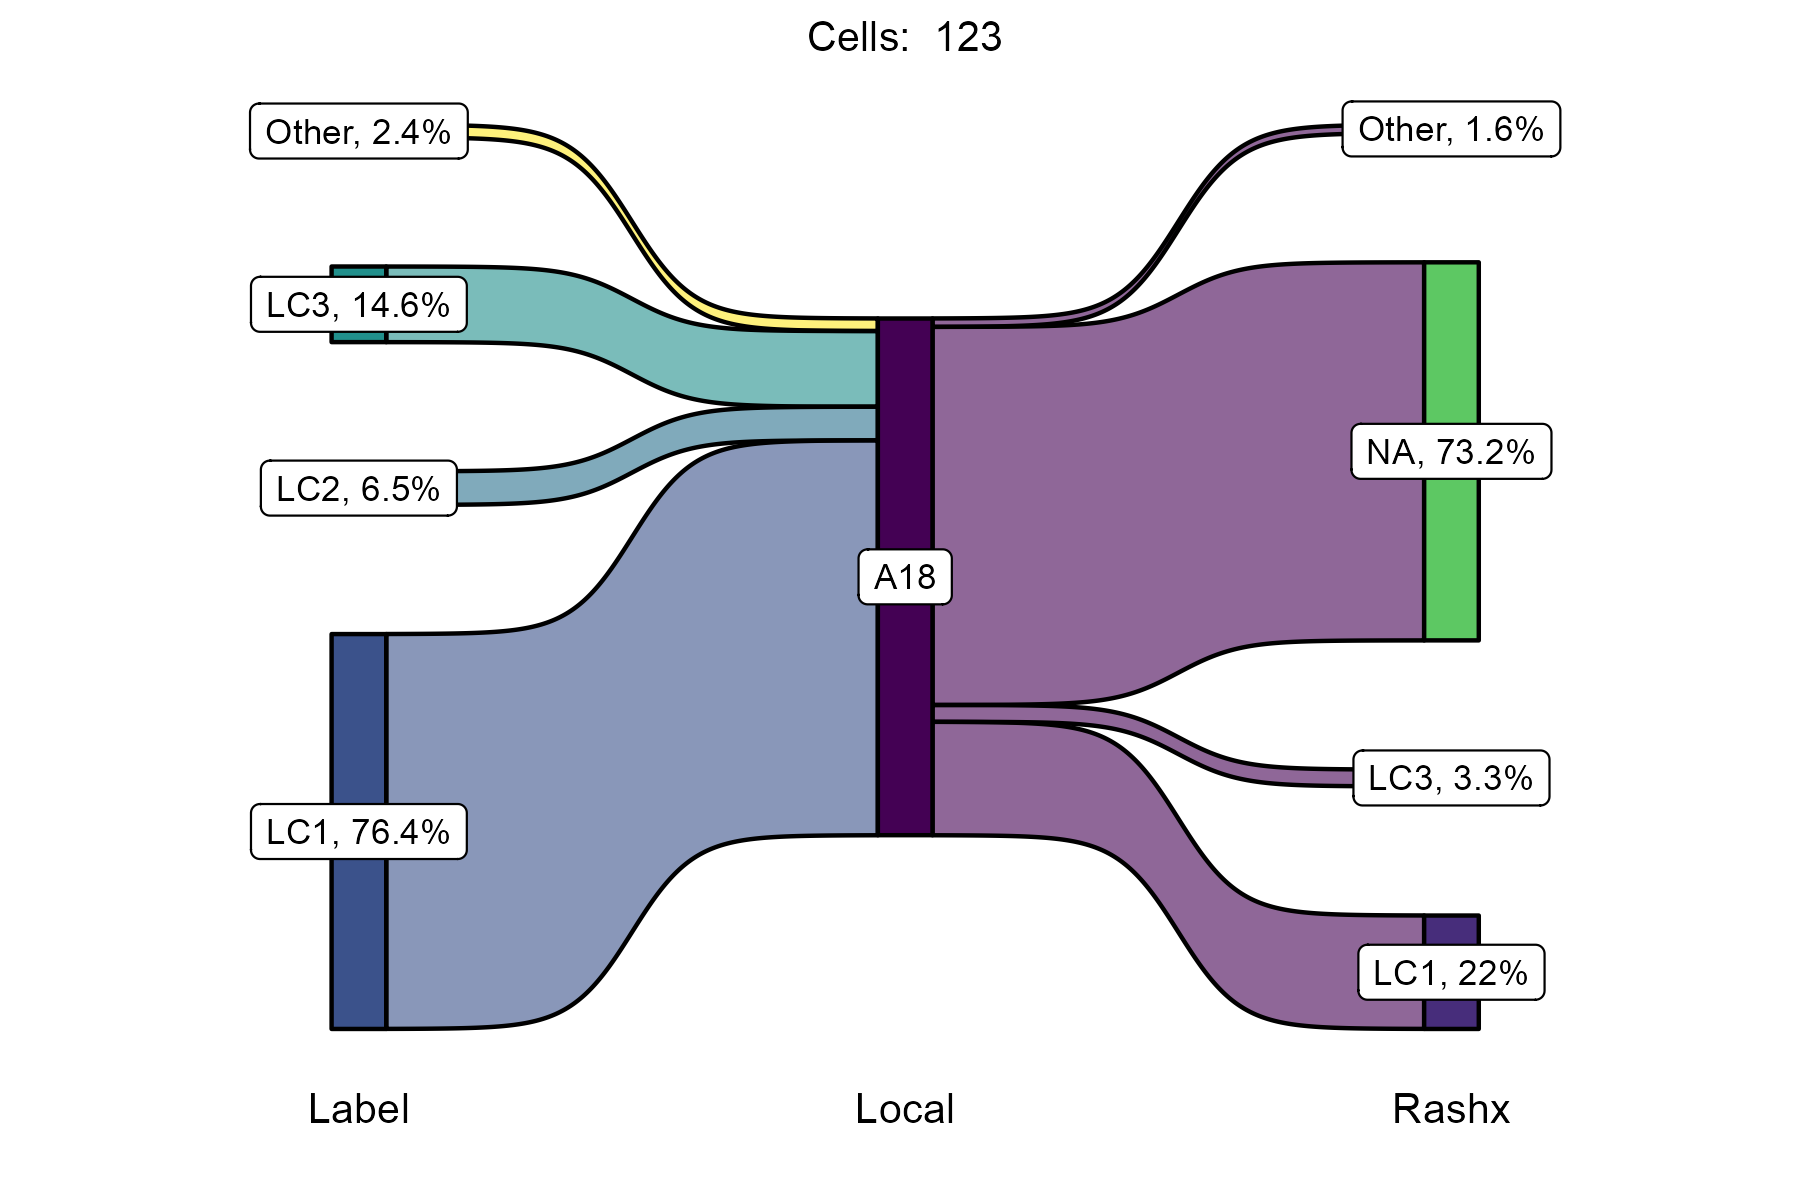 Cells:  123
Other, 2.4%
Other, 1.6%
LC3, 14.6%
NA, 73.2%
LC2, 6.5%
A18
LC3, 3.3%
LC1, 76.4%
LC1, 22%
Label
Local
Rashx